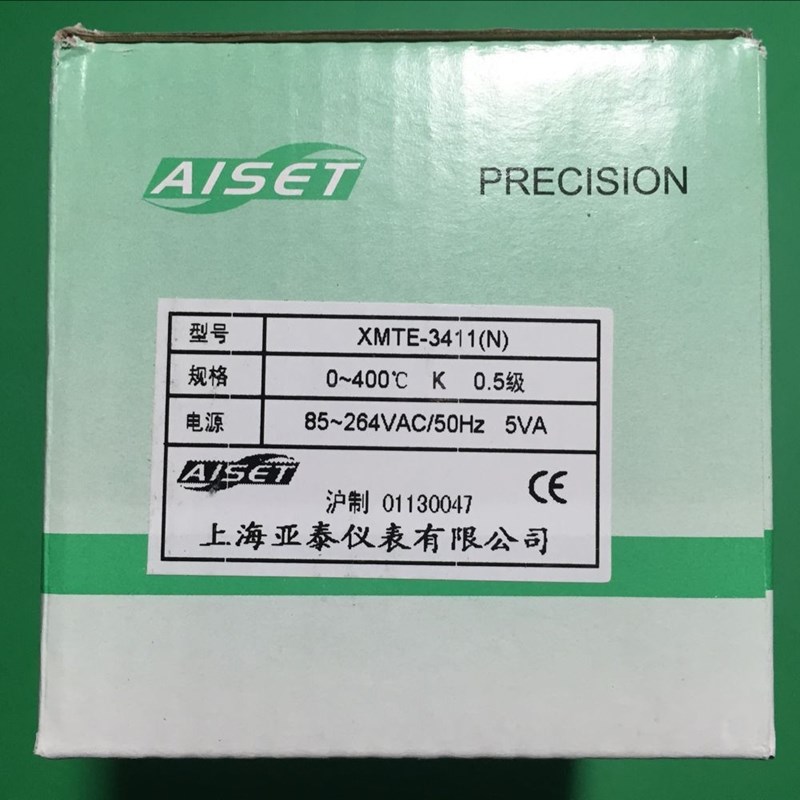 AISET PRECISION
型号 XMTE-3411(N)
规格 0~400℃ K 0.5级
电源 85~264VAC/50Hz 5VA
AISET CE
沪制 01130047
上海亚泰仪表有限公司